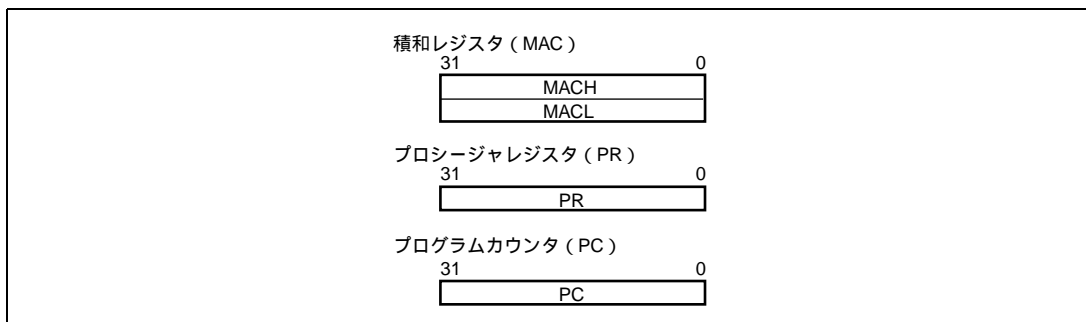 積和レジスタ（MAC）
31 0
MACH
MACL
プロシージャレジスタ（PR）
31 0
PR
プログラムカウンタ（PC）
31 0
PC